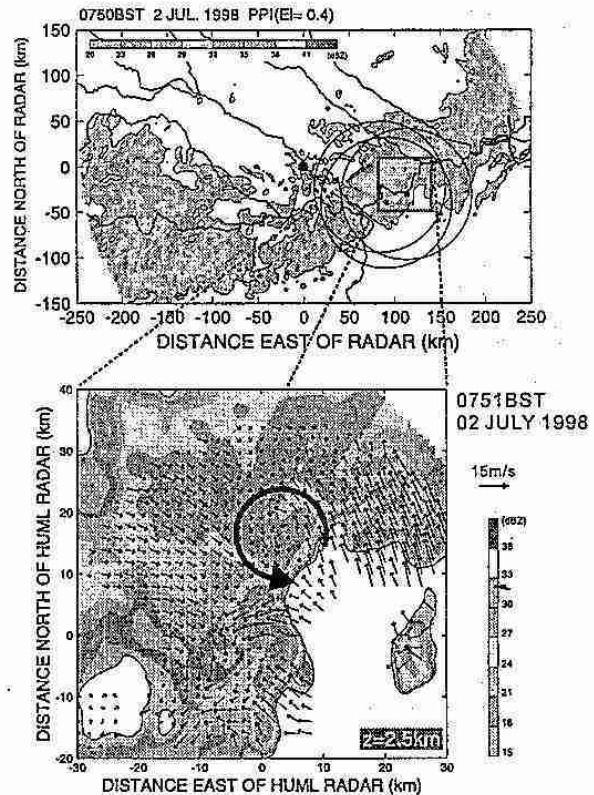 0750BST 2 JUL. 1998 PPI(El= 0.4)
150
100
50
0
-50
-100
-150
DISTANCE NORTH OF RADAR (km)
-250 -200 -150 -100 -50 0 50 100 150 200 250
DISTANCE EAST OF RADAR (km)
40
30
20
10
0
-10
-20
DISTANCE NORTH OF HUML RADAR (km)
-30 -20 -10 0 10 20 30
DISTANCE EAST OF HUML RADAR (km)
z=2.5km
0751BST
02 JULY 1998
15m/s
(dBZ)
36
33
30
27
24
21
18
15